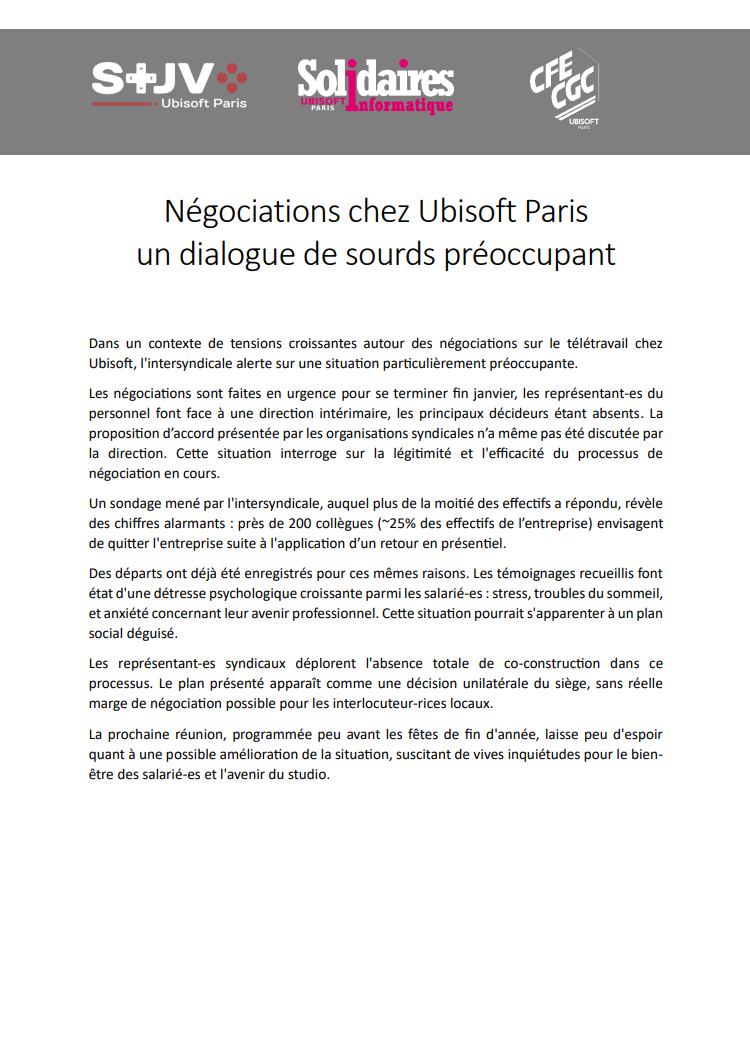 S+JV
Ubisoft Paris
Solidaires
UBISOFT
PARIS
Informatique
CFE
CGC
UBISOFT
PARIS
Négociations chez Ubisoft Paris
un dialogue de sourds préoccupant
Dans un contexte de tensions croissantes autour des négociations sur le télétravail chez
Ubisoft, l'intersyndicale alerte sur une situation particulièrement préoccupante.
Les négociations sont faites en urgence pour se terminer fin janvier, les représentant-es du
personnel font face à une direction intérimaire, les principaux décideurs étant absents. La
proposition d’accord présentée par les organisations syndicales n’a même pas été discutée par
la direction. Cette situation interroge sur la légitimité et l'efficacité du processus de
négociation en cours.
Un sondage mené par l'intersyndicale, auquel plus de la moitié des effectifs a répondu, révèle
des chiffres alarmants : près de 200 collègues (~25% des effectifs de l’entreprise) envisagent
de quitter l'entreprise suite à l'application d’un retour en présentiel.
Des départs ont déjà été enregistrés pour ces mêmes raisons. Les témoignages recueillis font
état d'une détresse psychologique croissante parmi les salarié-es : stress, troubles du sommeil,
et anxiété concernant leur avenir professionnel. Cette situation pourrait s'apparenter à un plan
social déguisé.
Les représentant-es syndicaux déplorent l'absence totale de co-construction dans ce
processus. Le plan présenté apparaît comme une décision unilatérale du siège, sans réelle
marge de négociation possible pour les interlocuteur-rices locaux.
La prochaine réunion, programmée peu avant les fêtes de fin d'année, laisse peu d'espoir
quant à une possible amélioration de la situation, suscitant de vives inquiétudes pour le bien-
être des salarié-es et l'avenir du studio.